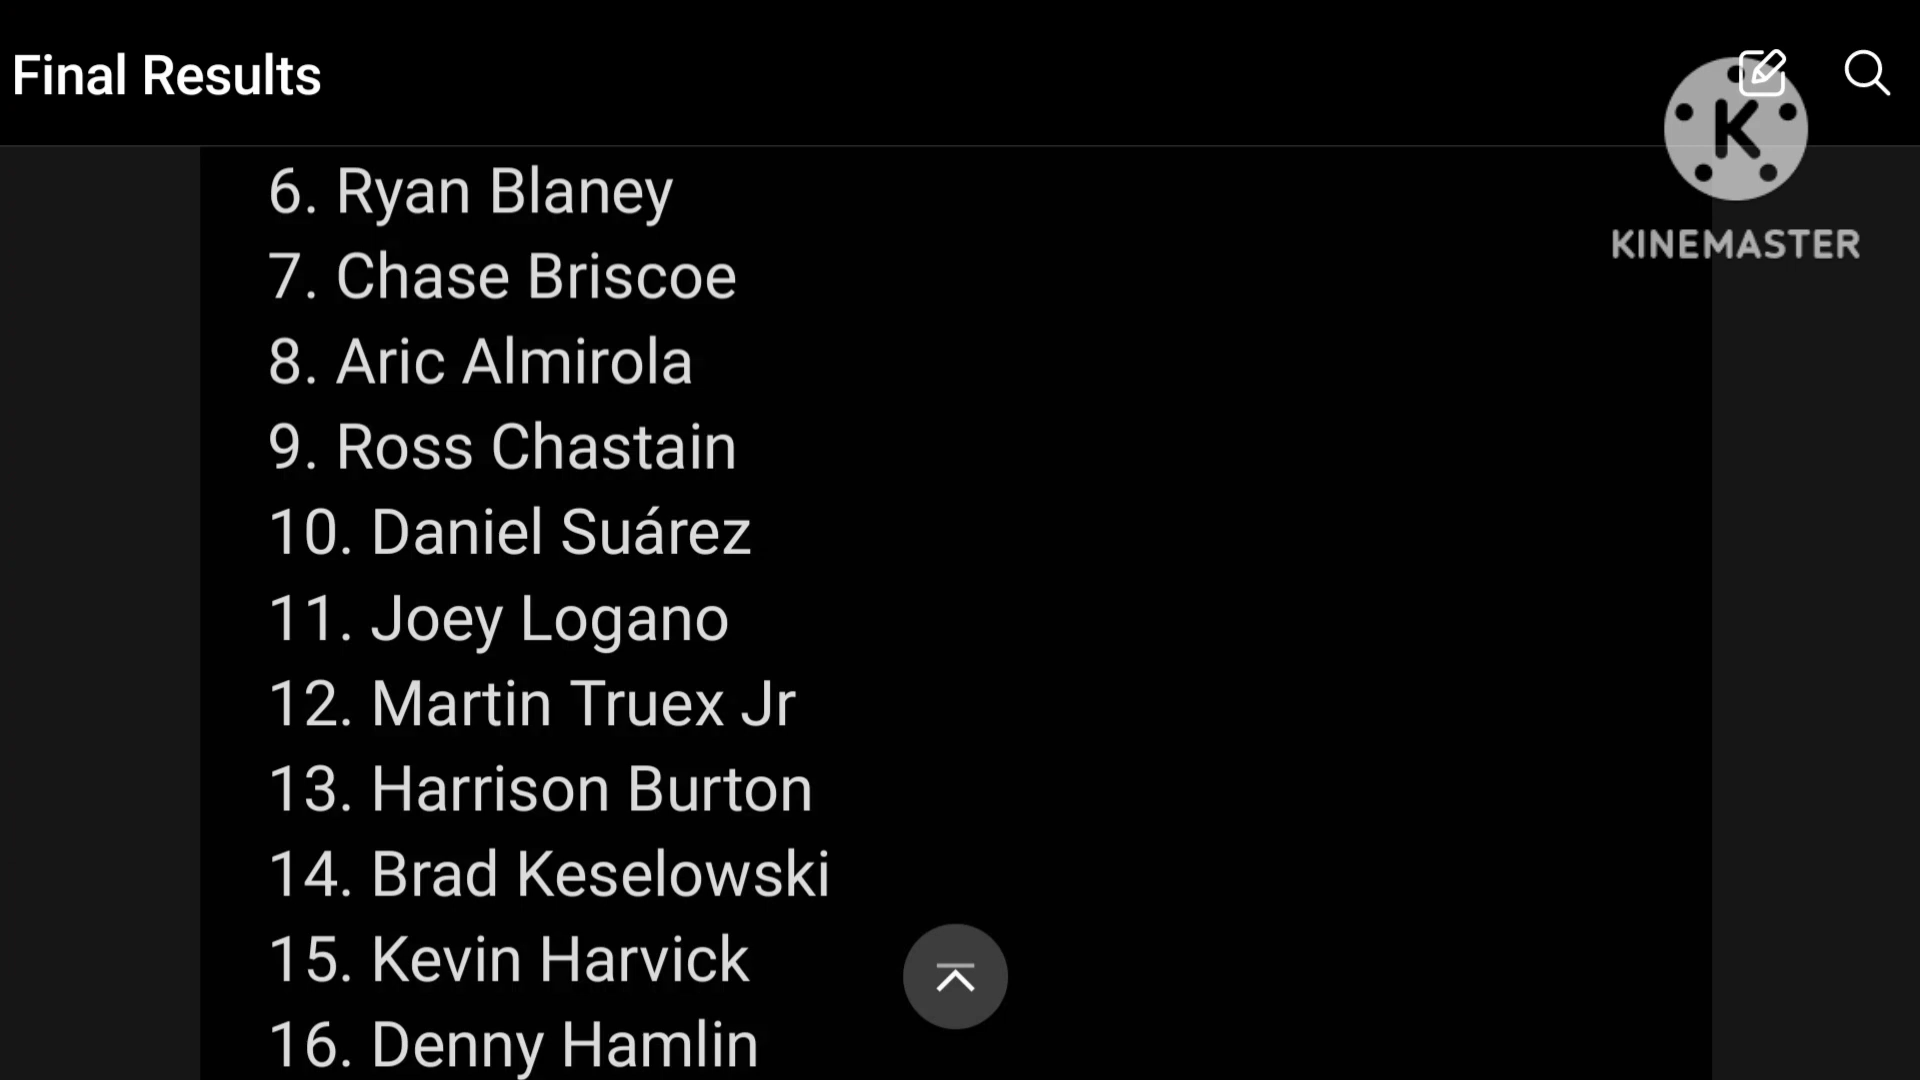 Final Results
K
KINEMASTER
6. Ryan Blaney
7. Chase Briscoe
8. Aric Almirola
9. Ross Chastain
10. Daniel Suárez
11. Joey Logano
12. Martin Truex Jr
13. Harrison Burton
14. Brad Keselowski
15. Kevin Harvick
16. Denny Hamlin